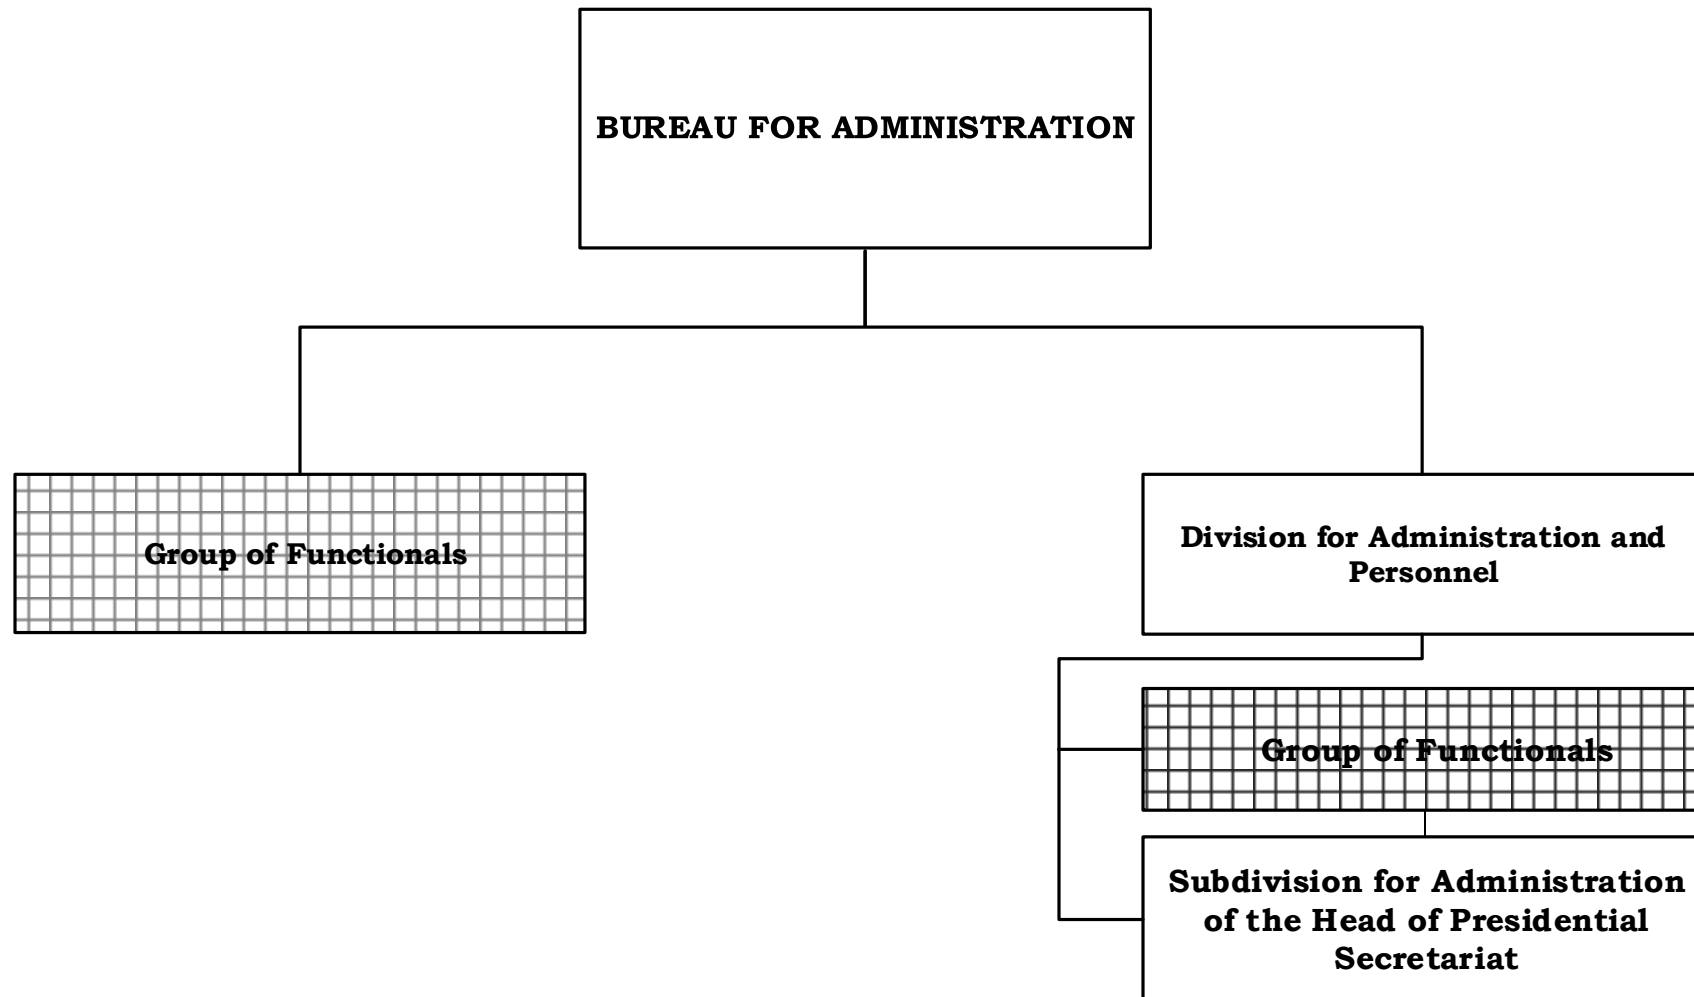 BUREAU FOR ADMINISTRATION
Group of Functionals
Division for Administration and
Personnel
Group of Functionals
Subdivision for Administration
of the Head of Presidential
Secretariat